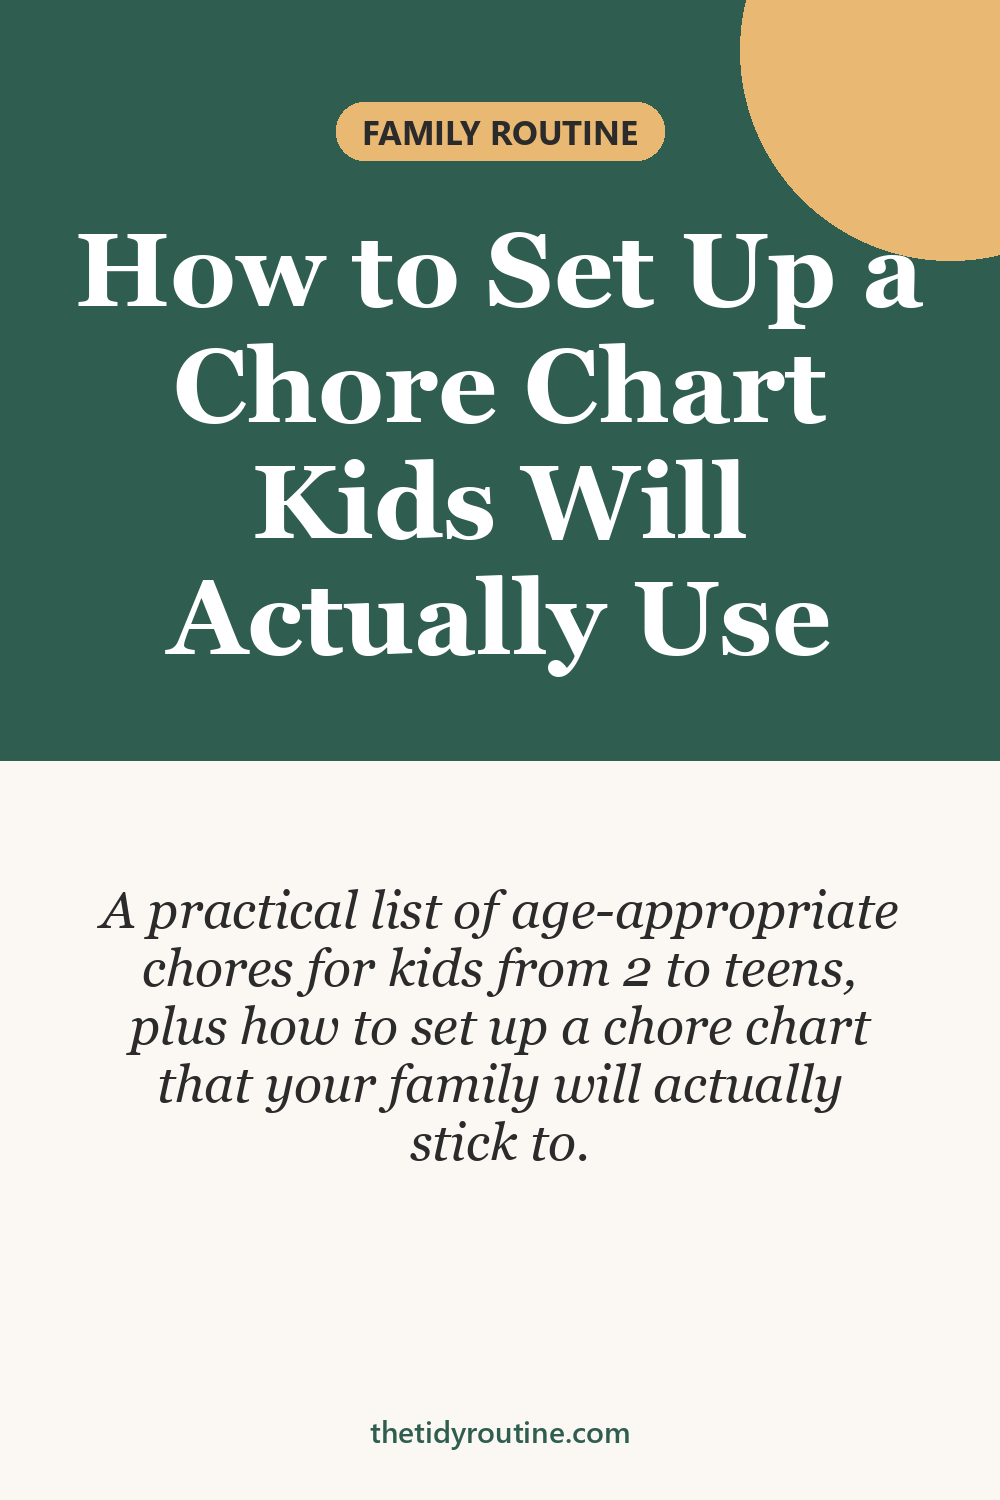 FAMILY ROUTINE
How to Set Up a
Chore Chart
Kids Will
Actually Use
A practical list of age-appropriate
chores for kids from 2 to teens,
plus how to set up a chore chart
that your family will actually
stick to.
thetidyroutine.com